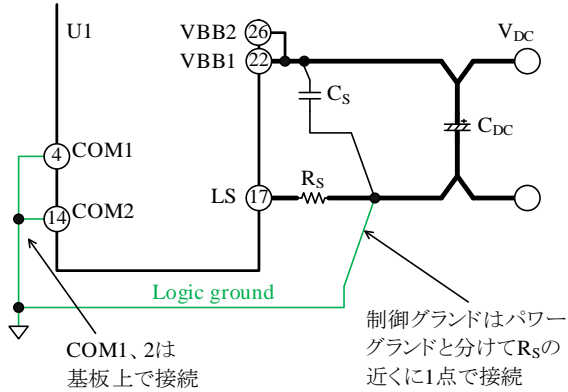 U1
VBB2
26
VBB1
22
VDC
CS
CDC
4
COM1
RS
LS
17
14
COM2
Logic ground
COM1、2は
基板上で接続
制御グランドはパワー
グランドと分けてRSの
近くに1点で接続